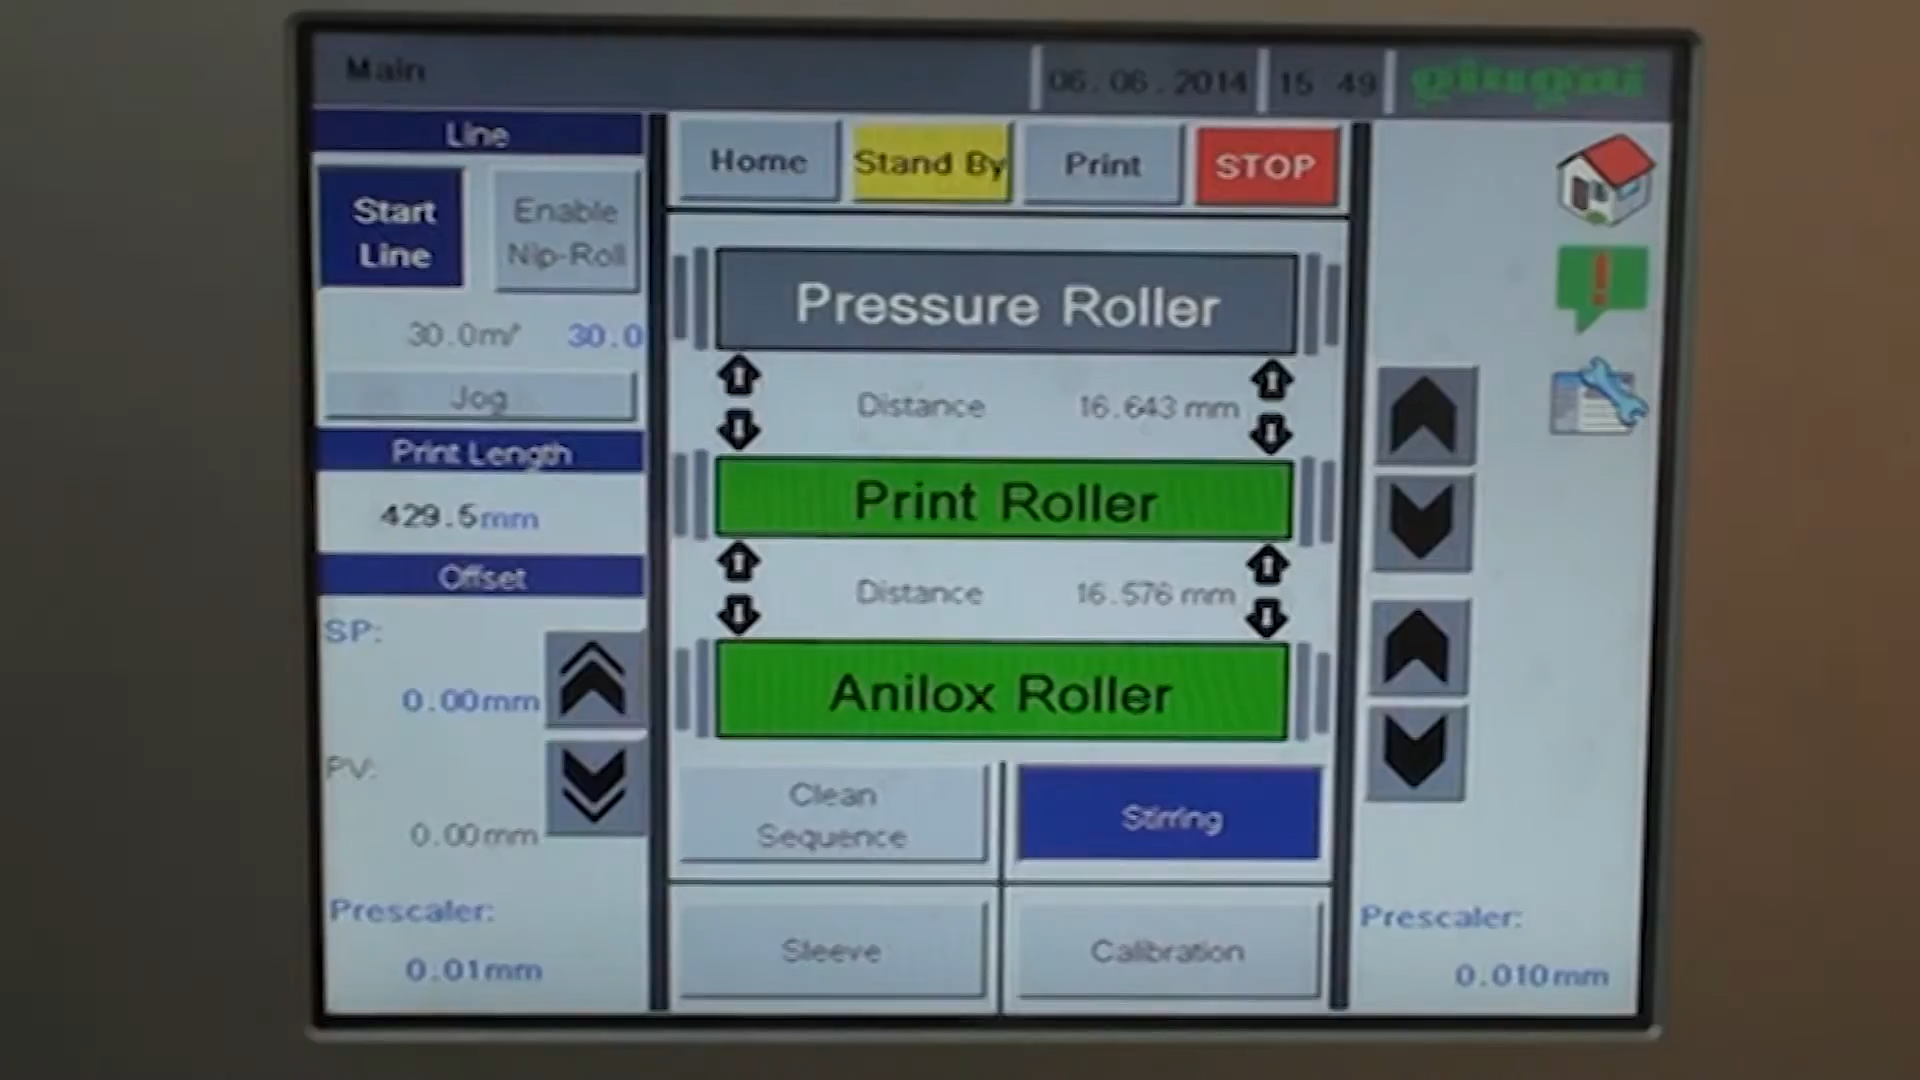 Main
06.06.2014
15 49
Line
Start
Line
Enable
Nip-Roll
30.0m/'
30.0
Jog
Print Length
429.5mm
Offset
SP:
0.00mm
PV:
0.00mm
Prescaler:
0.01mm
Home
Stand By
Print
STOP
Pressure Roller
Distance 16.643 mm
Print Roller
Distance 16.576 mm
Anilox Roller
Clean
Sequence
Stirring
Sleeve
Calibration
Prescaler:
0.010mm